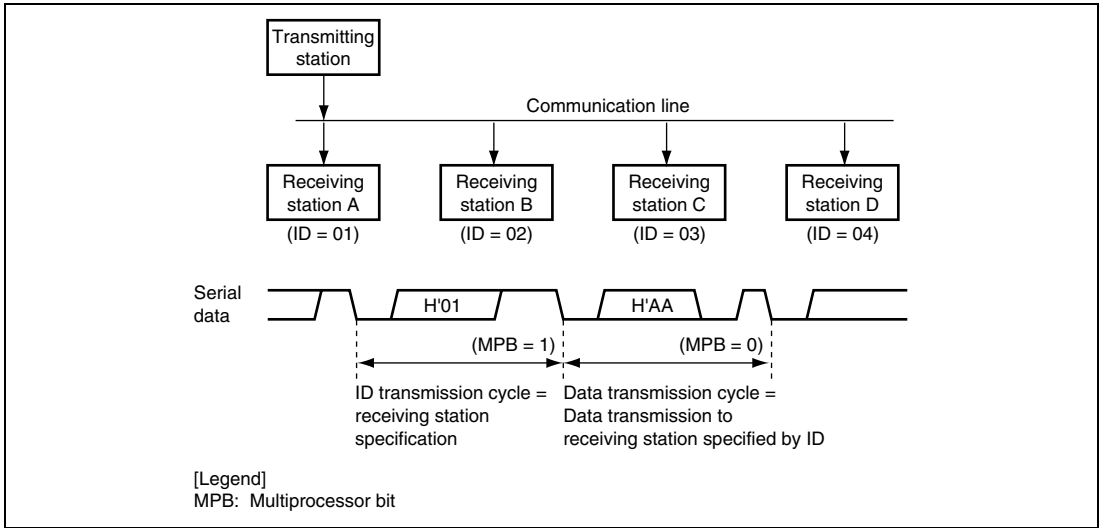 Transmitting
station
Communication line
Receiving
station A
Receiving
station B
Receiving
station C
Receiving
station D
(ID = 01)
(ID = 02)
(ID = 03)
(ID = 04)
Serial
data
H'01
H'AA
(MPB = 1)
(MPB = 0)
ID transmission cycle =
receiving station
specification
Data transmission cycle =
Data transmission to
receiving station specified by ID
[Legend]
MPB: Multiprocessor bit